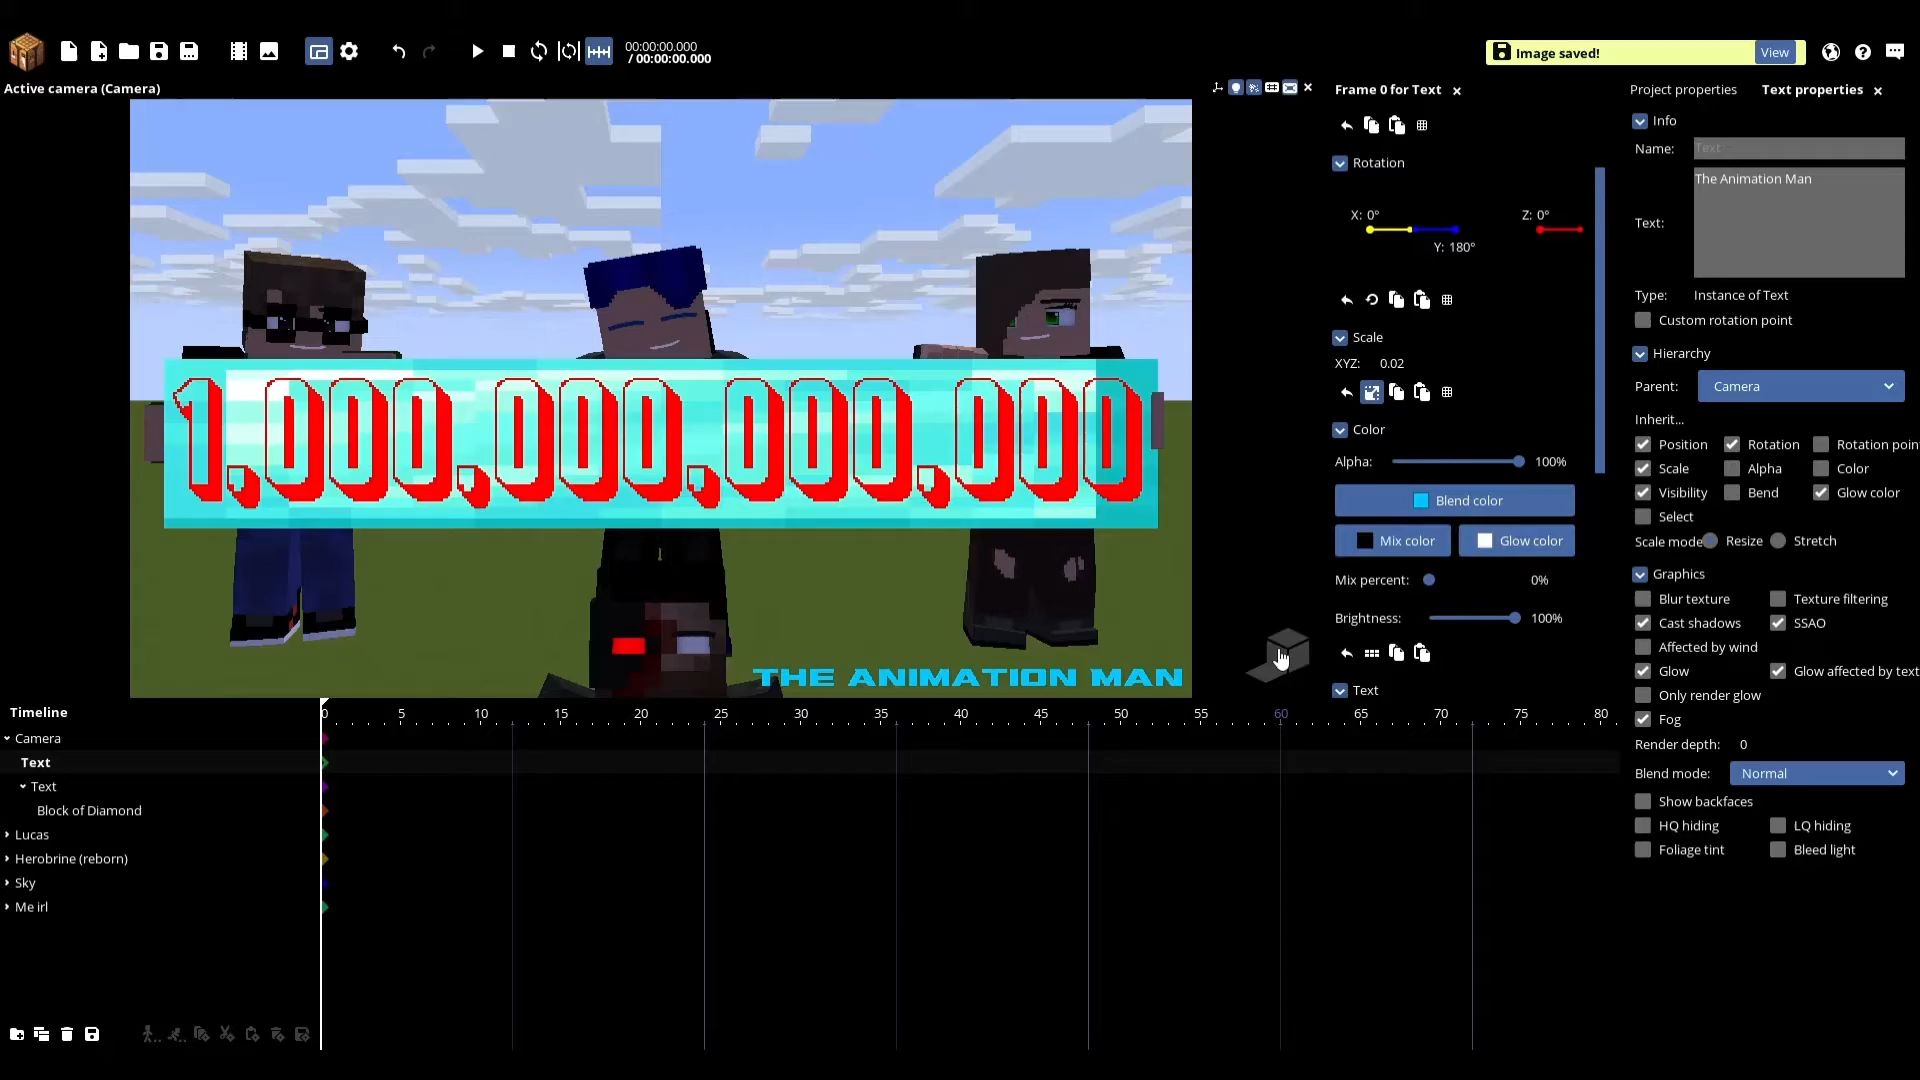 00:00:00.000
/ 00:00:00.000
Image saved!
View
Active camera (Camera)
1,000,000,000,000
THE ANIMATION MAN
Frame 0 for Text
Rotation
X: 0°
Z: 0°
Y: 180°
Scale
XYZ: 0.02
Color
Alpha: 100%
Blend color
Mix color
Glow color
Mix percent: 0%
Brightness: 100%
Text
Project properties
Text properties
Info
Name: Text
Text: The Animation Man
Type: Instance of Text
Custom rotation point
Hierarchy
Parent: Camera
Inherit...
Position Rotation Rotation poin
Scale Alpha Color
Visibility Bend Glow color
Select
Scale mode Resize Stretch
Graphics
Blur texture Texture filtering
Cast shadows SSAO
Affected by wind
Glow Glow affected by text
Only render glow
Fog
Render depth: 0
Blend mode: Normal
Show backfaces
HQ hiding LQ hiding
Foliage tint Bleed light
Timeline
0 5 10 15 20 25 30 35 40 45 50 55 60 65 70 75 80
Camera
Text
Text
Block of Diamond
Lucas
Herobrine (reborn)
Sky
Me irl